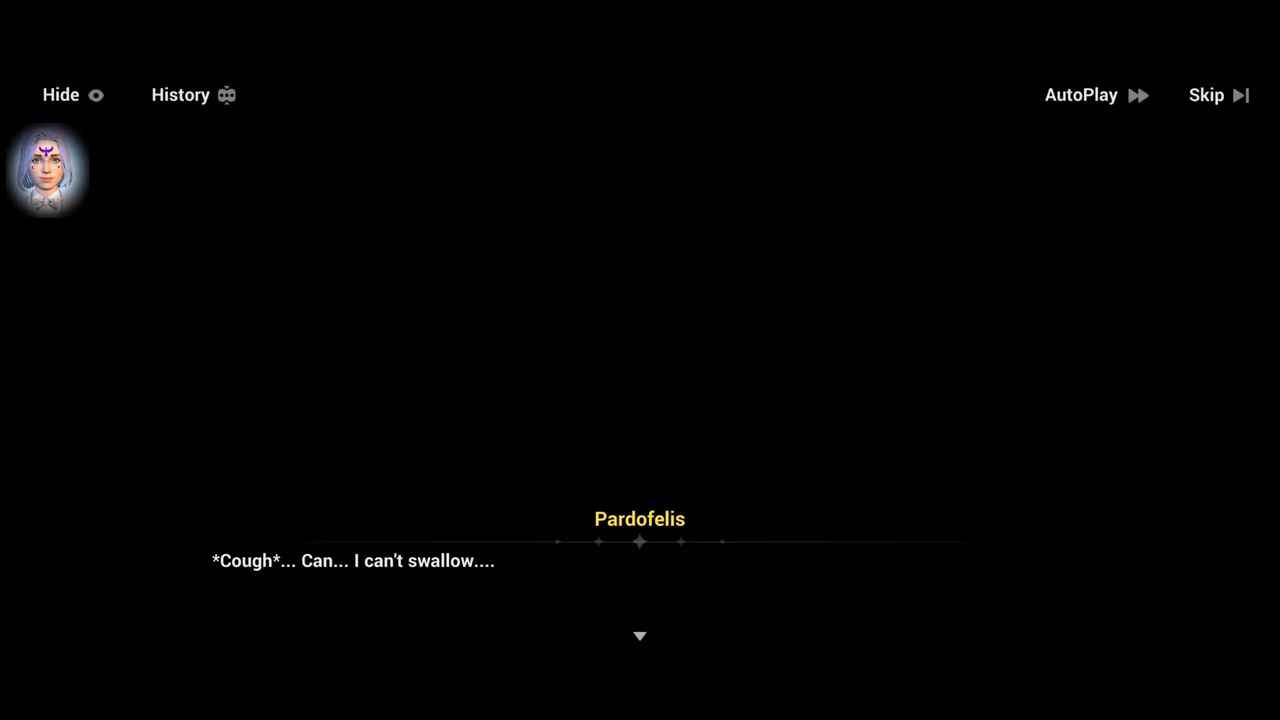 Hide
History
AutoPlay
Skip
Pardofelis
*Cough*... Can... I can't swallow....